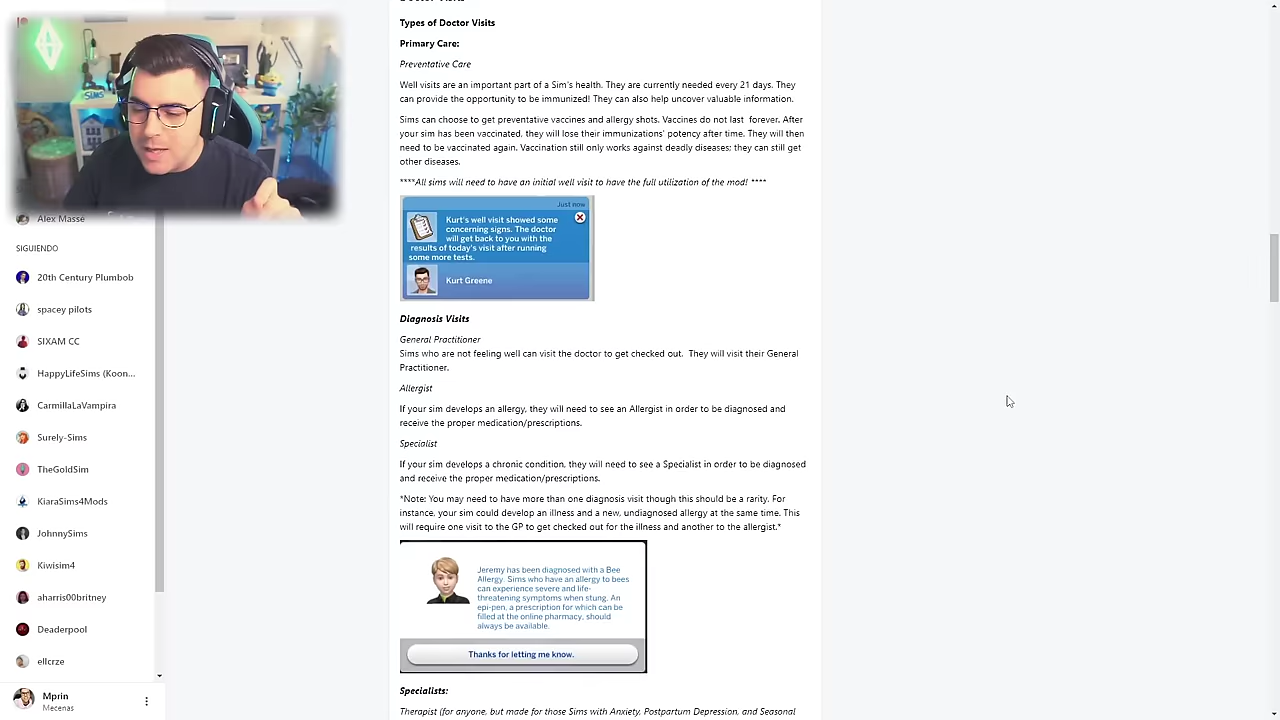 Types of Doctor Visits
Primary Care:
Preventative Care
Well visits are an important part of a Sim's health. They are currently needed every 21 days. They
can provide the opportunity to be immunized! They can also help uncover valuable information.
Sims can choose to get preventative vaccines and allergy shots. Vaccines do not last forever. After
your sim has been vaccinated, they will lose their immunizations' potency after time. They will then
need to be vaccinated again. Vaccination still only works against deadly diseases; they can still get
other diseases.
****All sims will need to have an initial well visit to have the full utilization of the mod! ****
Just now
Kurt's well visit showed some
concerning signs. The doctor
will get back to you with the
results of today's visit after running
some more tests.
Kurt Greene
Diagnosis Visits
General Practitioner
Sims who are not feeling well can visit the doctor to get checked out. They will visit their General
Practitioner.
Allergist
If your sim develops an allergy, they will need to see an Allergist in order to be diagnosed and
receive the proper medication/prescriptions.
Specialist
If your sim develops a chronic condition, they will need to see a Specialist in order to be diagnosed
and receive the proper medication/prescriptions.
*Note: You may need to have more than one diagnosis visit though this should be a rarity. For
instance, your sim could develop an illness and a new, undiagnosed allergy at the same time. This
will require one visit to the GP to get checked out for the illness and another to the allergist.*
Jeremy has been diagnosed with a Bee
Allergy. Sims who have an allergy to bees
can experience severe and life-
threatening symptoms when stung. An
epi-pen, a prescription for which can be
filled at the online pharmacy, should
always be available.
Thanks for letting me know.
Specialists:
Therapist (for anyone, but made for those Sims with Anxiety, Postpartum Depression, and Seasonal
SIMS
Alex Massé
SIGUIENDO
20th Century Plumbob
spacey pilots
SIXAM CC
HappyLifeSims (Koon...
CarmillaLaVampira
Surely-Sims
TheGoldSim
KiaraSims4Mods
JohnnySims
Kiwisim4
aharris00britney
Deaderpool
ellcrze
Mprin
Mecenas